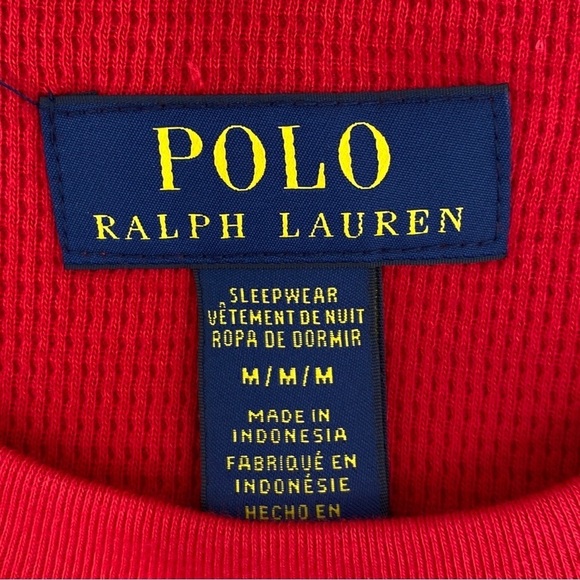 POLO
RALPH LAUREN
SLEEPWEAR
VÊTEMENT DE NUIT
ROPA DE DORMIR
M/M/M
MADE IN
INDONESIA
FABRIQUÉ EN
INDONÉSIE
HECHO EN